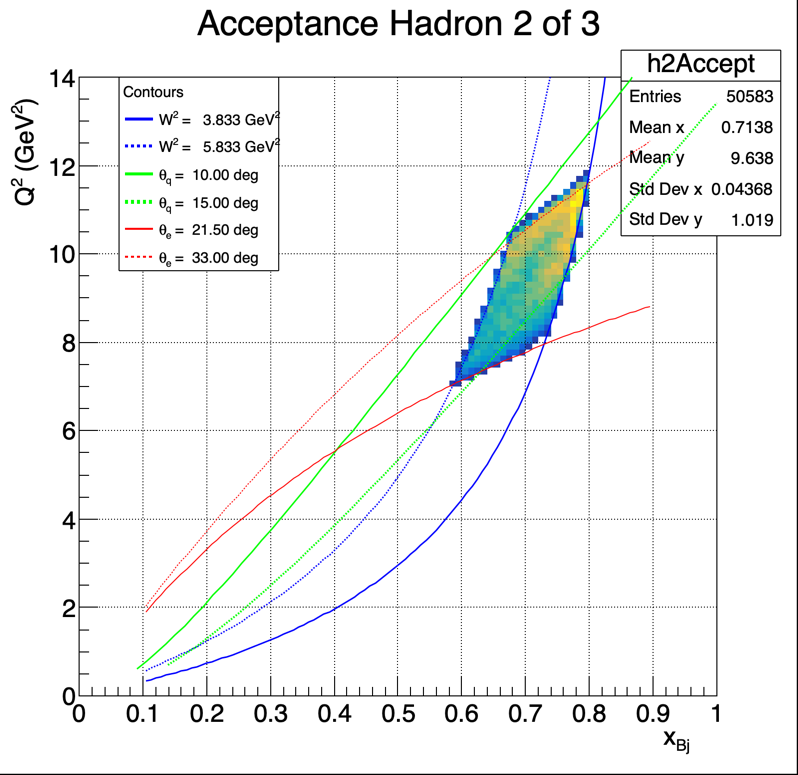 Acceptance Hadron 2 of 3
h2Accept
Entries 50583
Mean x 0.7138
Mean y 9.638
Std Dev x 0.04368
Std Dev y 1.019
Contours
W² = 3.833 GeV²
W² = 5.833 GeV²
θq = 10.00 deg
θq = 15.00 deg
θe = 21.50 deg
θe = 33.00 deg
Q² (GeV²)
14
12
10
8
6
4
2
0
0 0.1 0.2 0.3 0.4 0.5 0.6 0.7 0.8 0.9 1
xBj